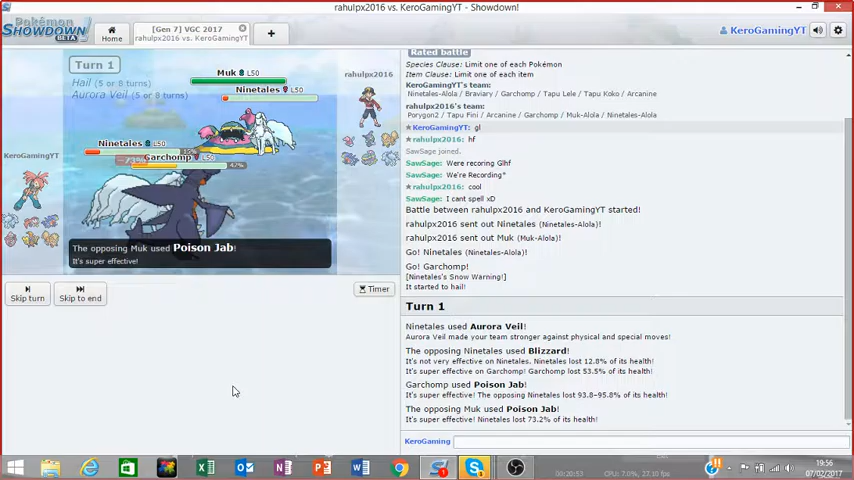 rahulpx2016 vs. KeroGamingYT - Showdown!
Pokémon
SHOWDOWN
BETA
Home
[Gen 7] VGC 2017
rahulpx2016 vs. KeroGamingYT
KeroGamingYT
Turn 1
Hail (5 or 8 turns)
Aurora Veil (5 or 8 turns)
Muk L50
Ninetales L50
rahulpx2016
KeroGamingYT
Ninetales L50
Garchomp L50
47%
The opposing Muk used Poison Jab!
It's super effective!
Skip turn
Skip to end
Timer
Rated battle
Species Clause: Limit one of each Pokémon
Item Clause: Limit one of each item
KeroGamingYT's team:
Ninetales-Alola / Braviary / Garchomp / Tapu Lele / Tapu Koko / Arcanine
rahulpx2016's team:
Porygon2 / Tapu Fini / Arcanine / Garchomp / Muk-Alola / Ninetales-Alola
★KeroGamingYT: gl
★rahulpx2016: hf
SawSage joined.
SawSage: Were recoring Glhf
SawSage: We're Recording*
★rahulpx2016: cool
SawSage: I cant spell xD
Battle between rahulpx2016 and KeroGamingYT started!
rahulpx2016 sent out Ninetales (Ninetales-Alola)!
rahulpx2016 sent out Muk (Muk-Alola)!
Go! Ninetales (Ninetales-Alola)!
Go! Garchomp!
[Ninetales's Snow Warning!]
It started to hail!
Turn 1
Ninetales used Aurora Veil!
Aurora Veil made your team stronger against physical and special moves!
The opposing Ninetales used Blizzard!
It's not very effective on Ninetales. Ninetales lost 12.8% of its health!
It's super effective on Garchomp! Garchomp lost 53.5% of its health!
Garchomp used Poison Jab!
It's super effective! The opposing Ninetales lost 93.8–95.8% of its health!
The opposing Muk used Poison Jab!
It's super effective! Ninetales lost 73.2% of its health!
KeroGaming
CPU: 7.0%, 27.10 fps
19:56
07/02/2017